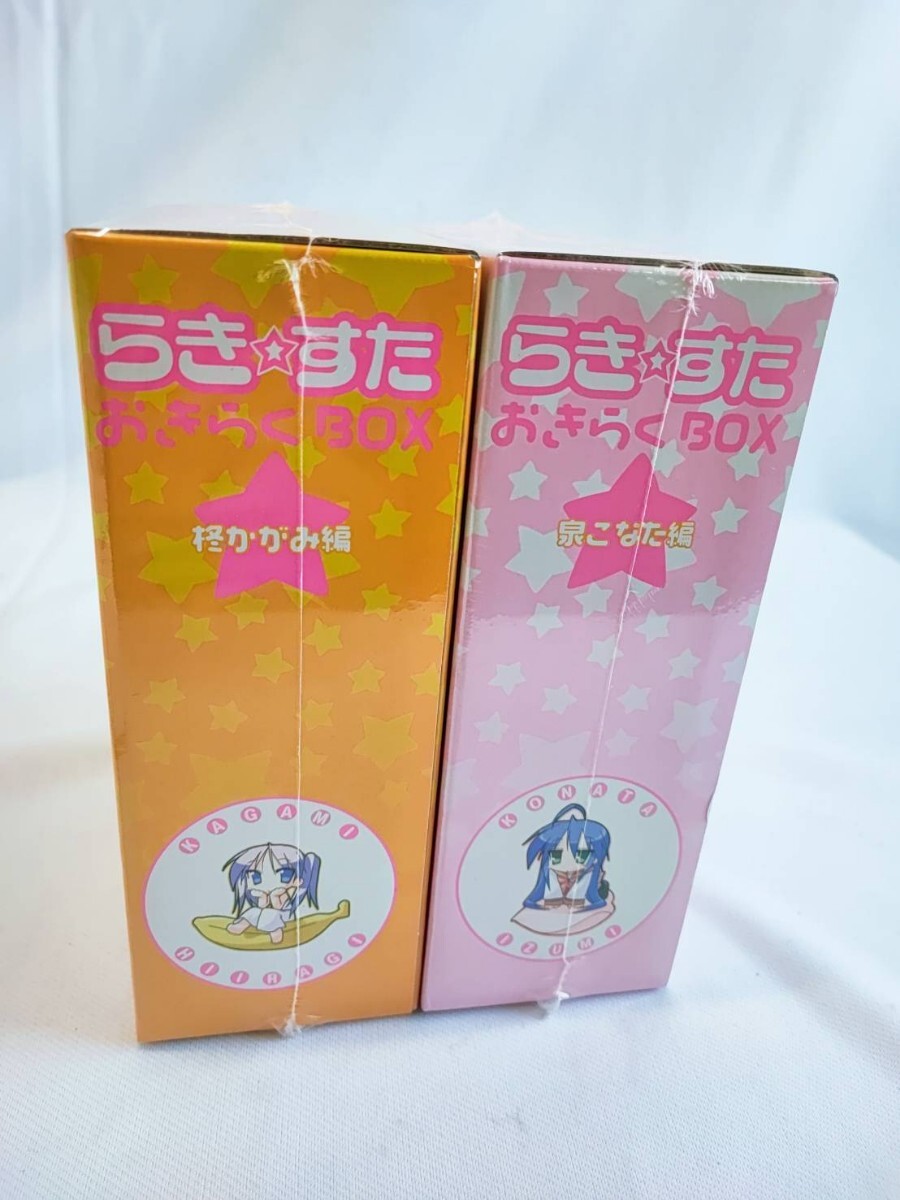 らき☆すた
おきらくBOX
柊かがみ編
KAGAMI
HIIRAGI
らき☆すた
おきらくBOX
泉こなた編
KONATA
IZUMI